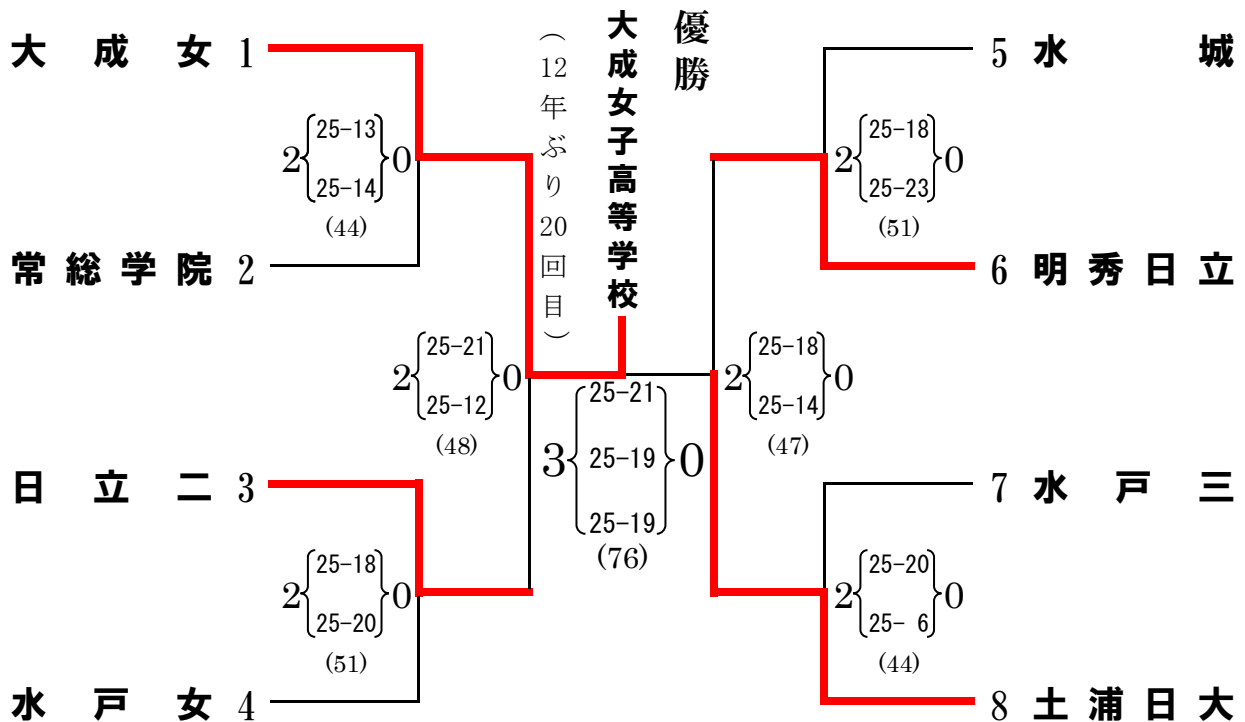 優勝
大成女子高等学校
（12年ぶり20回目）
大成女 1
2 25-13 0
25-14
(44)
常総学院 2
2 25-21 0
25-12
(48)
日立二 3
2 25-18 0
25-20
(51)
水戸女 4
3 25-21 0
25-19
25-19
(76)
5 水城
2 25-18 0
25-23
(51)
6 明秀日立
2 25-18 0
25-14
(47)
7 水戸三
2 25-20 0
25- 6
(44)
8 土浦日大